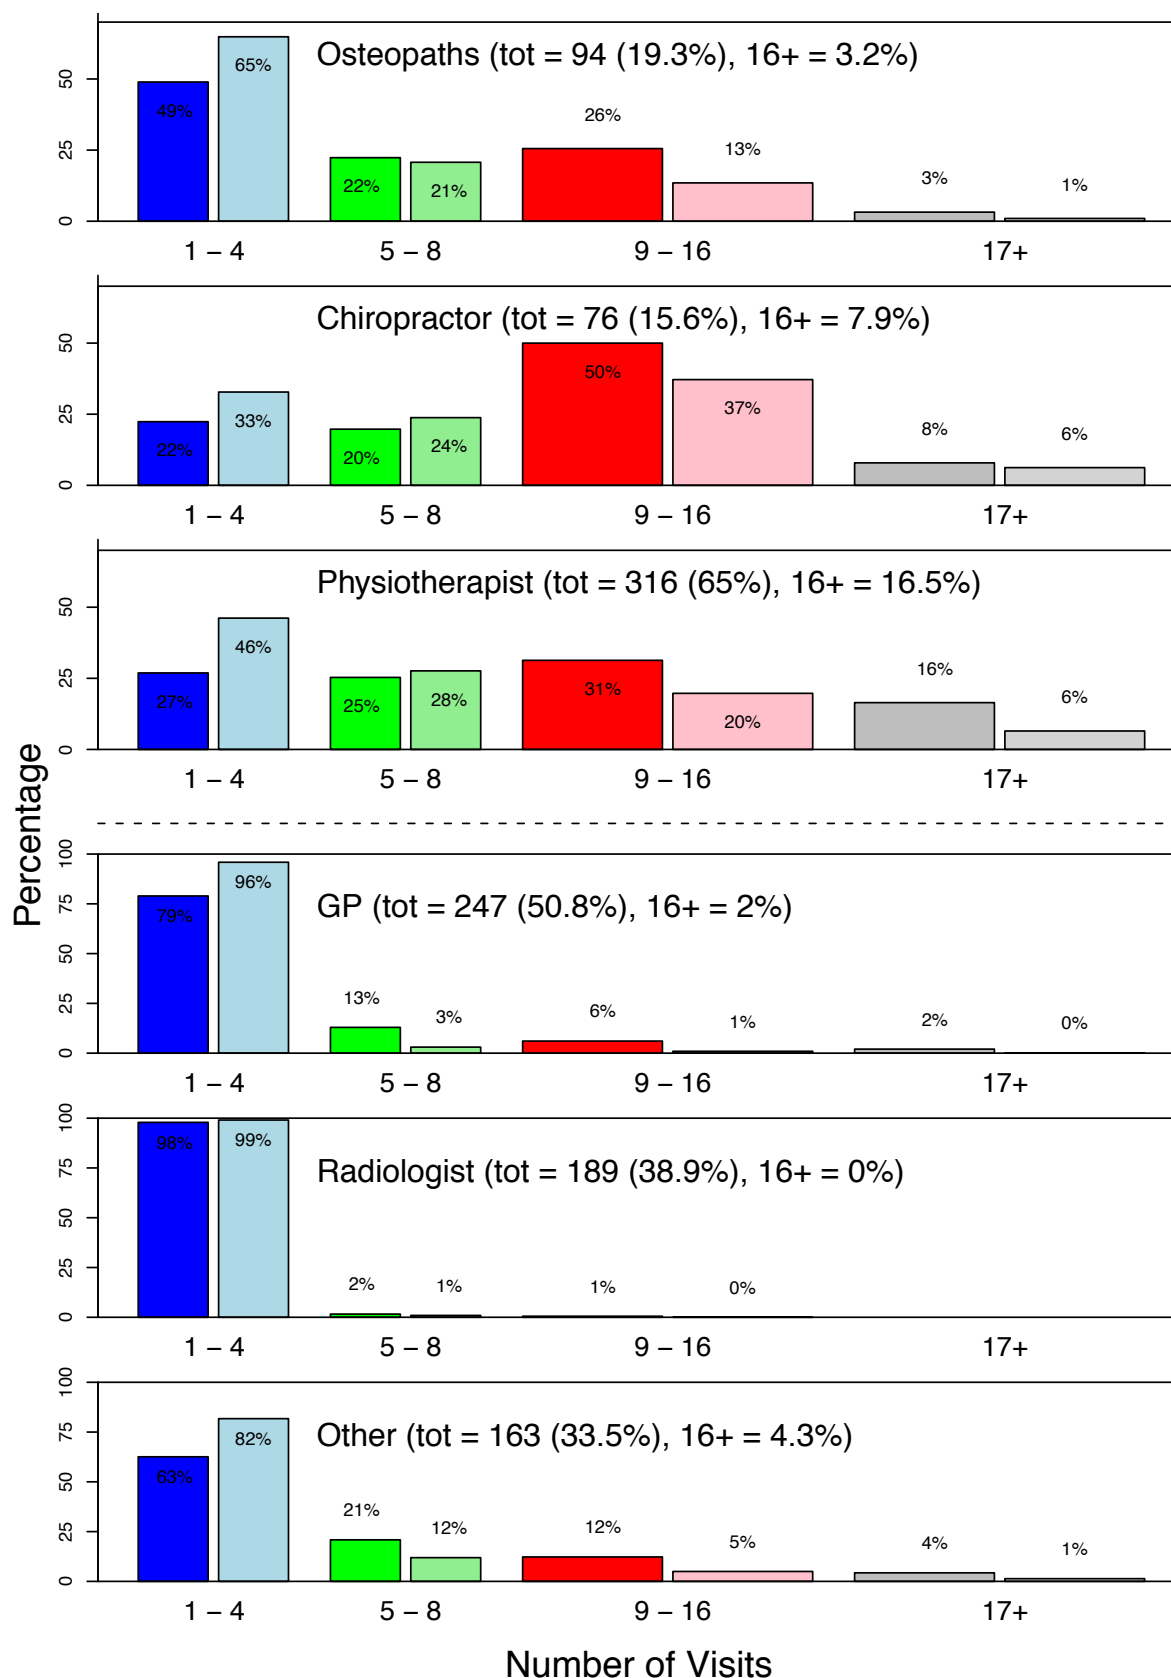 Osteopaths (tot = 94 (19.3%), 16+ = 3.2%)
50
25
0
49%
65%
22%
21%
26%
13%
3%
1%
1 – 4
5 – 8
9 – 16
17+
Chiropractor (tot = 76 (15.6%), 16+ = 7.9%)
50
25
0
22%
33%
20%
24%
50%
37%
8%
6%
1 – 4
5 – 8
9 – 16
17+
Physiotherapist (tot = 316 (65%), 16+ = 16.5%)
50
25
0
27%
46%
25%
28%
31%
20%
16%
6%
1 – 4
5 – 8
9 – 16
17+
Percentage
GP (tot = 247 (50.8%), 16+ = 2%)
100
75
50
25
0
79%
96%
13%
3%
6%
1%
2%
0%
1 – 4
5 – 8
9 – 16
17+
Radiologist (tot = 189 (38.9%), 16+ = 0%)
100
75
50
25
0
98%
99%
2%
1%
1%
0%
1 – 4
5 – 8
9 – 16
17+
Other (tot = 163 (33.5%), 16+ = 4.3%)
100
75
50
25
0
63%
82%
21%
12%
12%
5%
4%
1%
1 – 4
5 – 8
9 – 16
17+
Number of Visits